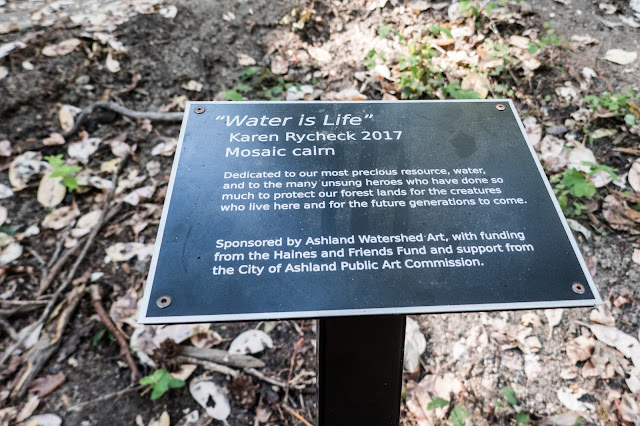 “Water is Life”
Karen Rycheck 2017
Mosaic cairn
Dedicated to our most precious resource, water,
and to the many unsung heroes who have done so
much to protect our forest lands for the creatures
who live here and for the future generations to come.
Sponsored by Ashland Watershed Art, with funding
from the Haines and Friends Fund and support from
the City of Ashland Public Art Commission.